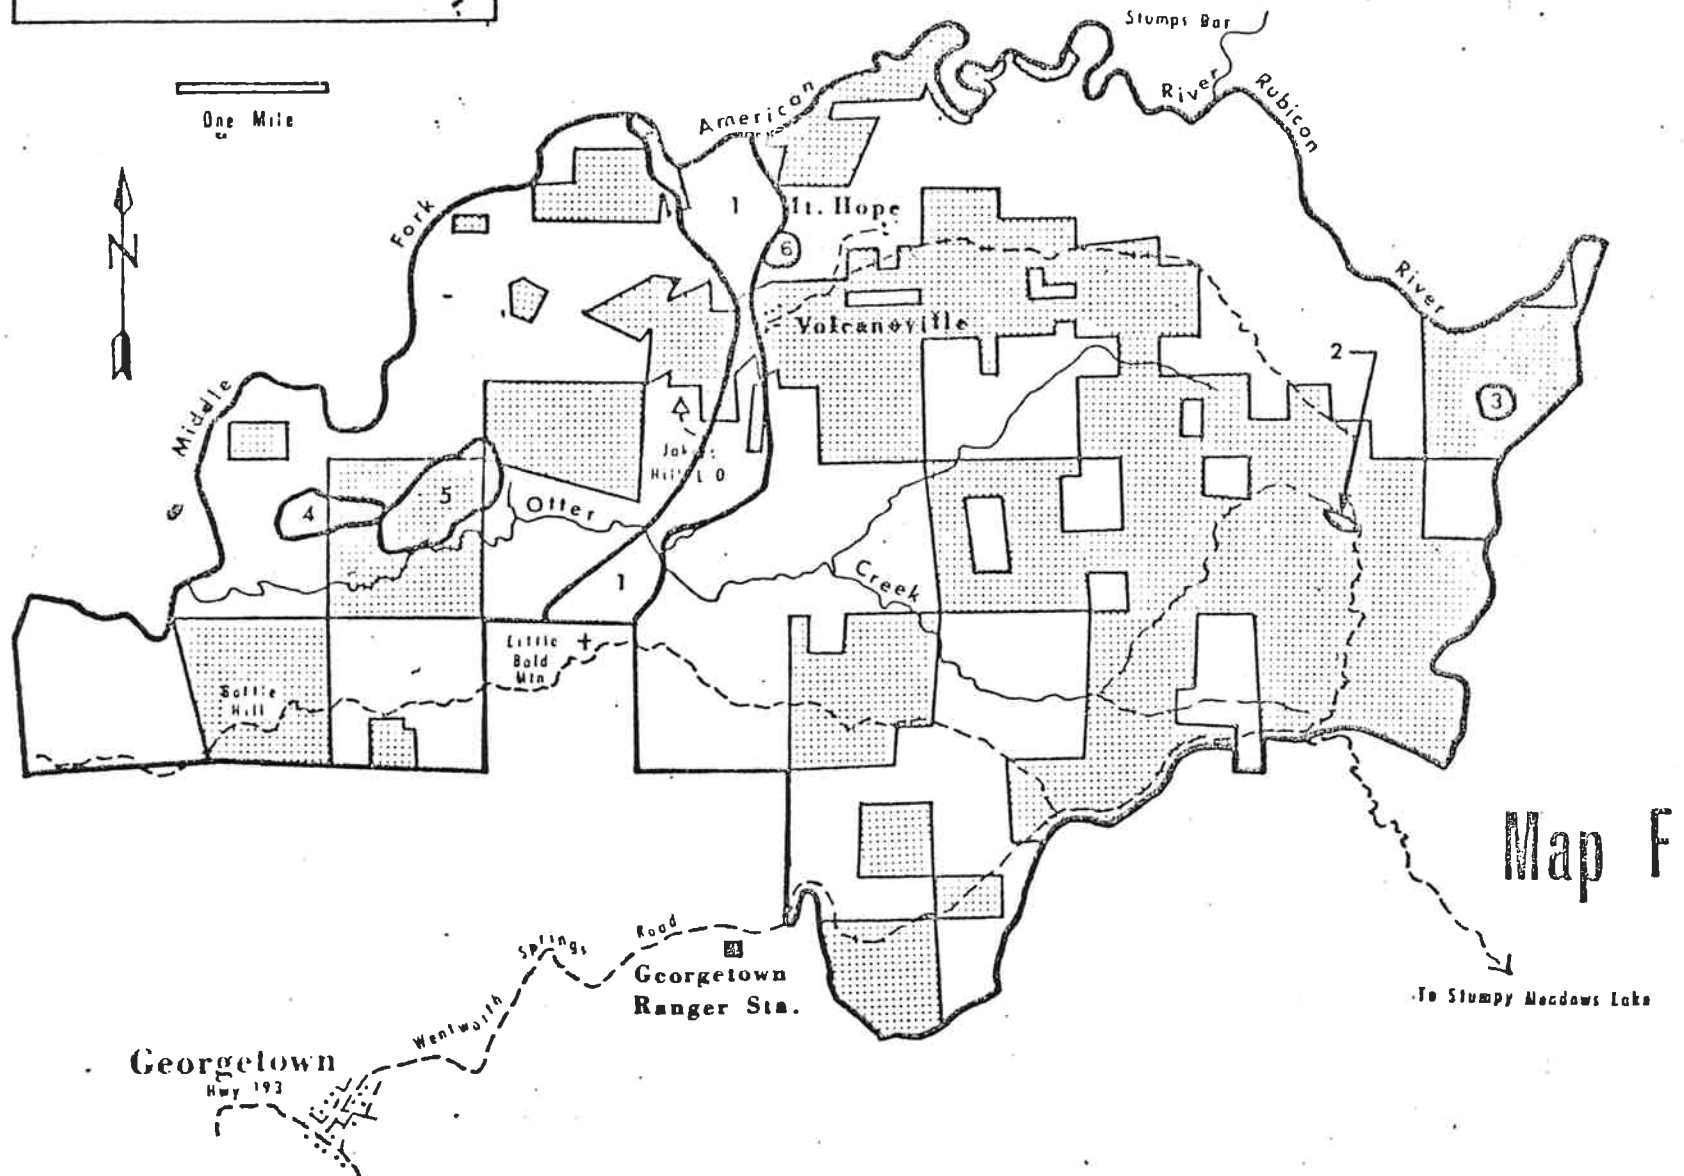 ?
Stumps Bar
One Mile
River
Rubicon
American
N
1
Mt. Hope
Fork
6
River
Volcanoville
2
3
Middle
5
4
Otter
Creek
1
Little
Bald
Mtn
Bottle
Hill
Map F
Road
Springs
Georgetown
Ranger Sta.
To Stumpy Meadows Lake
Wentworth
Georgetown
Hwy 193